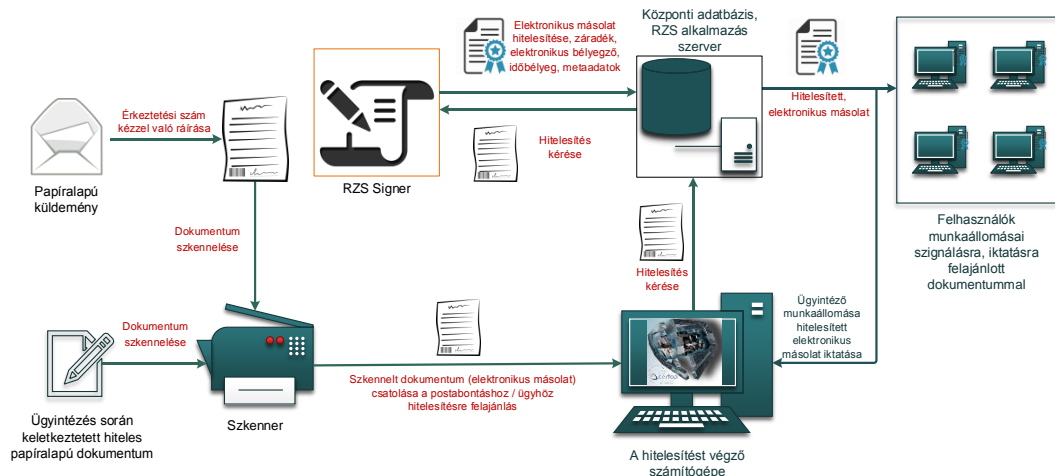 Elektronikus másolat
hitelesítése, záradék,
elektronikus bélyegző,
időbélyeg, metaadatok
Központi adatbázis,
RZS alkalmazás
szerver
Érkeztetési szám
kézzel való ráírása
Papíralapú
küldemény
RZS Signer
Hitelesítés
kérése
Hitelesített,
elektronikus másolat
Felhasználók
munkaállomásai
szignálásra, iktatásra
felajánlott
dokumentummal
Dokumentum
szkennelése
Hitelesítés
kérése
Dokumentum
szkennelése
Ügyintéző
munkaállomása
hitelesített
elektronikus
másolat iktatása
Szkennelt dokumentum (elektronikus másolat)
csatolása a postabontáshoz / ügyhöz
hitelesítésre felajánlás
Ügyintézés során
keletkeztetett hiteles
papíralapú dokumentum
Szkenner
A hitelesítést végző
számítógépe